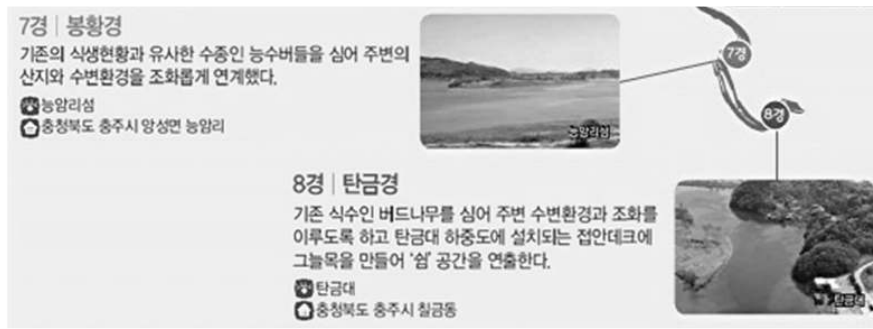 7경 | 봉황경
기존의 식생현황과 유사한 수종인 능수버들을 심어 주변의
산지와 수변환경을 조화롭게 연계했다.
능암리섬
충청북도 충주시 앙성면 능암리
능암리섬
7경
8경
8경 | 탄금경
기존 식수인 버드나무를 심어 주변 수변환경과 조화를
이루도록 하고 탄금대 하중도에 설치되는 접안데크에
그늘목을 만들어 '쉼' 공간을 연출한다.
탄금대
충청북도 충주시 칠금동
탄금대